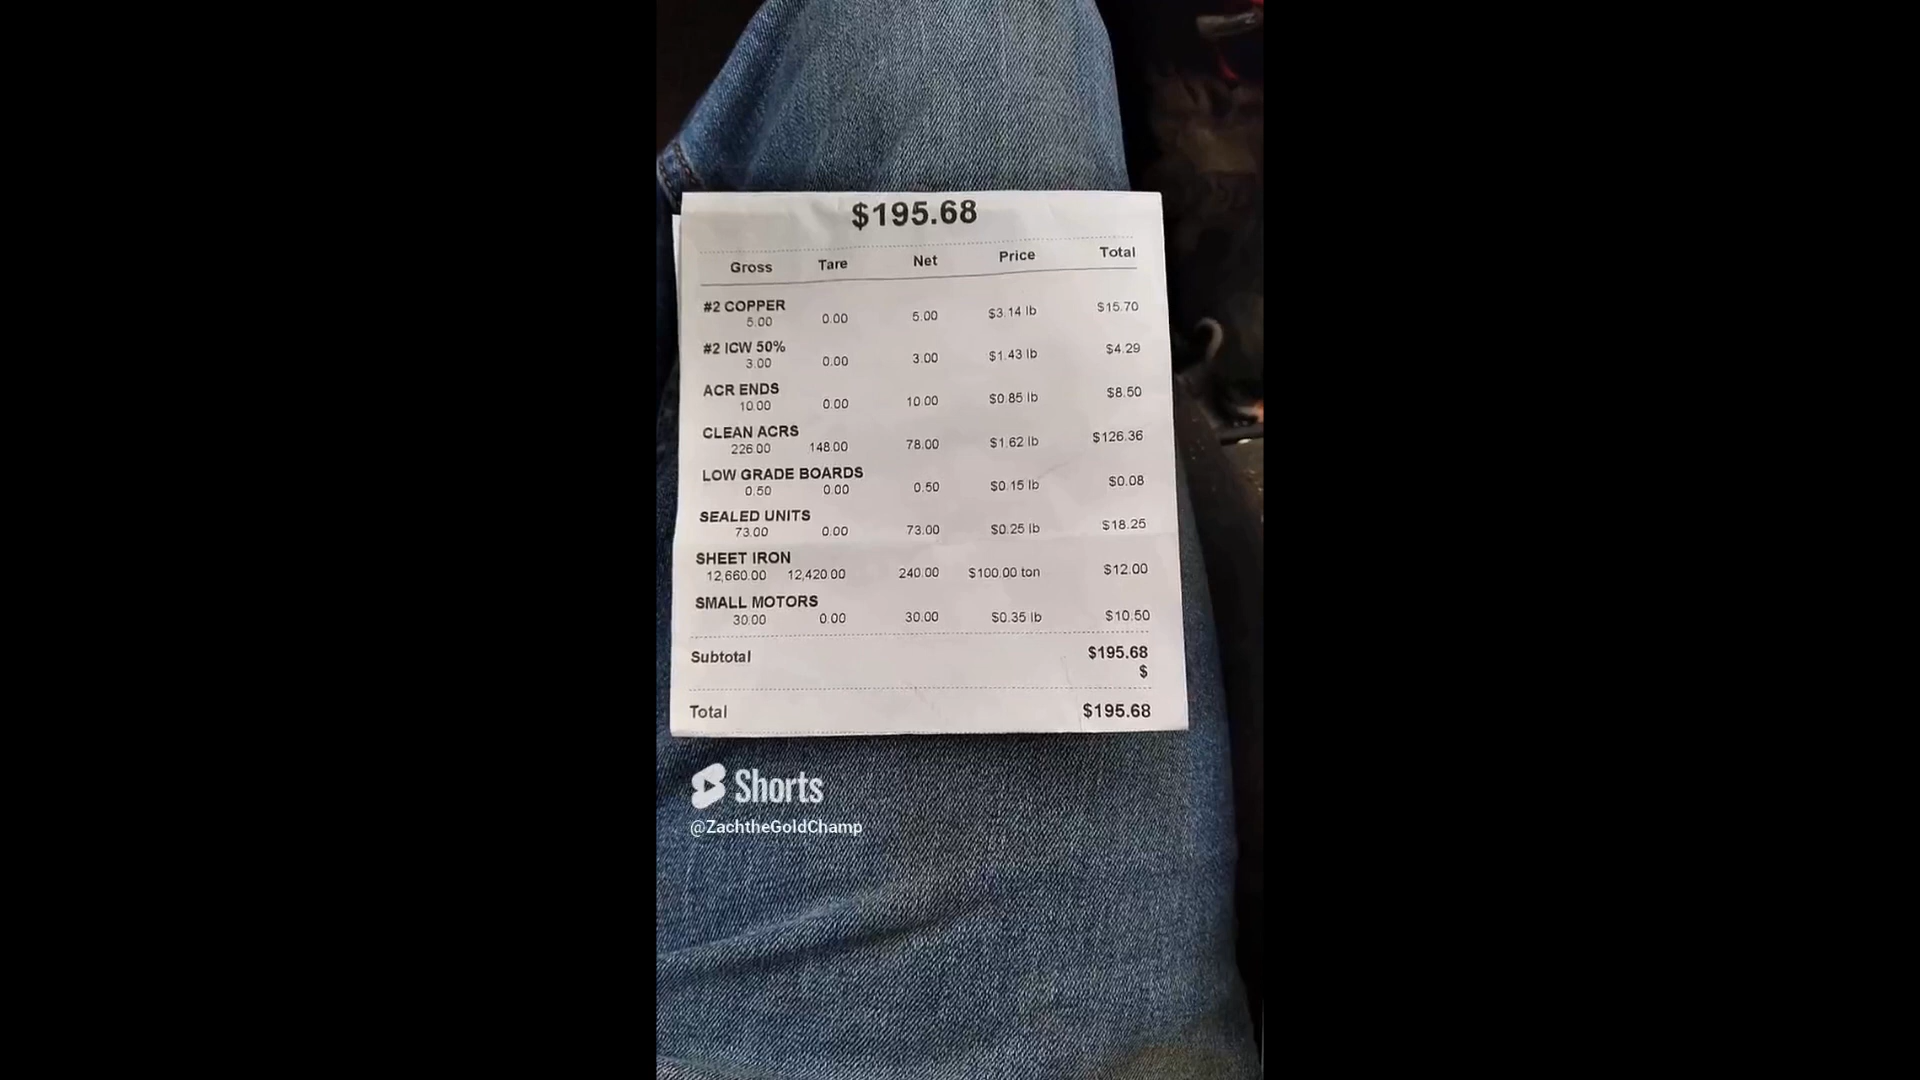 $195.68
Gross Tare Net Price Total
#2 COPPER
5.00 0.00 5.00 $3.14 lb $15.70
#2 ICW 50%
3.00 0.00 3.00 $1.43 lb $4.29
ACR ENDS
10.00 0.00 10.00 $0.85 lb $8.50
CLEAN ACRS
226.00 148.00 78.00 $1.62 lb $126.36
LOW GRADE BOARDS
0.50 0.00 0.50 $0.15 lb $0.08
SEALED UNITS
73.00 0.00 73.00 $0.25 lb $18.25
SHEET IRON
12,660.00 12,420.00 240.00 $100.00 ton $12.00
SMALL MOTORS
30.00 0.00 30.00 $0.35 lb $10.50
Subtotal $195.68
$
Total $195.68
Shorts
@ZachtheGoldChamp